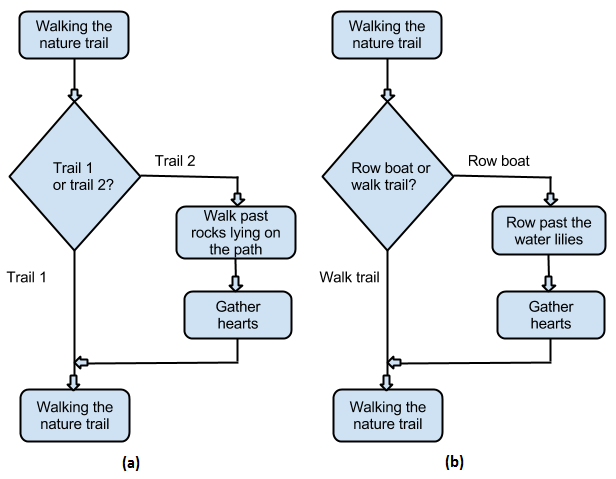 Walking the
nature trail
Trail 1
or trail 2?
Trail 2
Walk past
rocks lying on
the path
Trail 1
Gather
hearts
Walking the
nature trail
(a)
Walking the
nature trail
Row boat or
walk trail?
Row boat
Row past the
water lilies
Walk trail
Gather
hearts
Walking the
nature trail
(b)